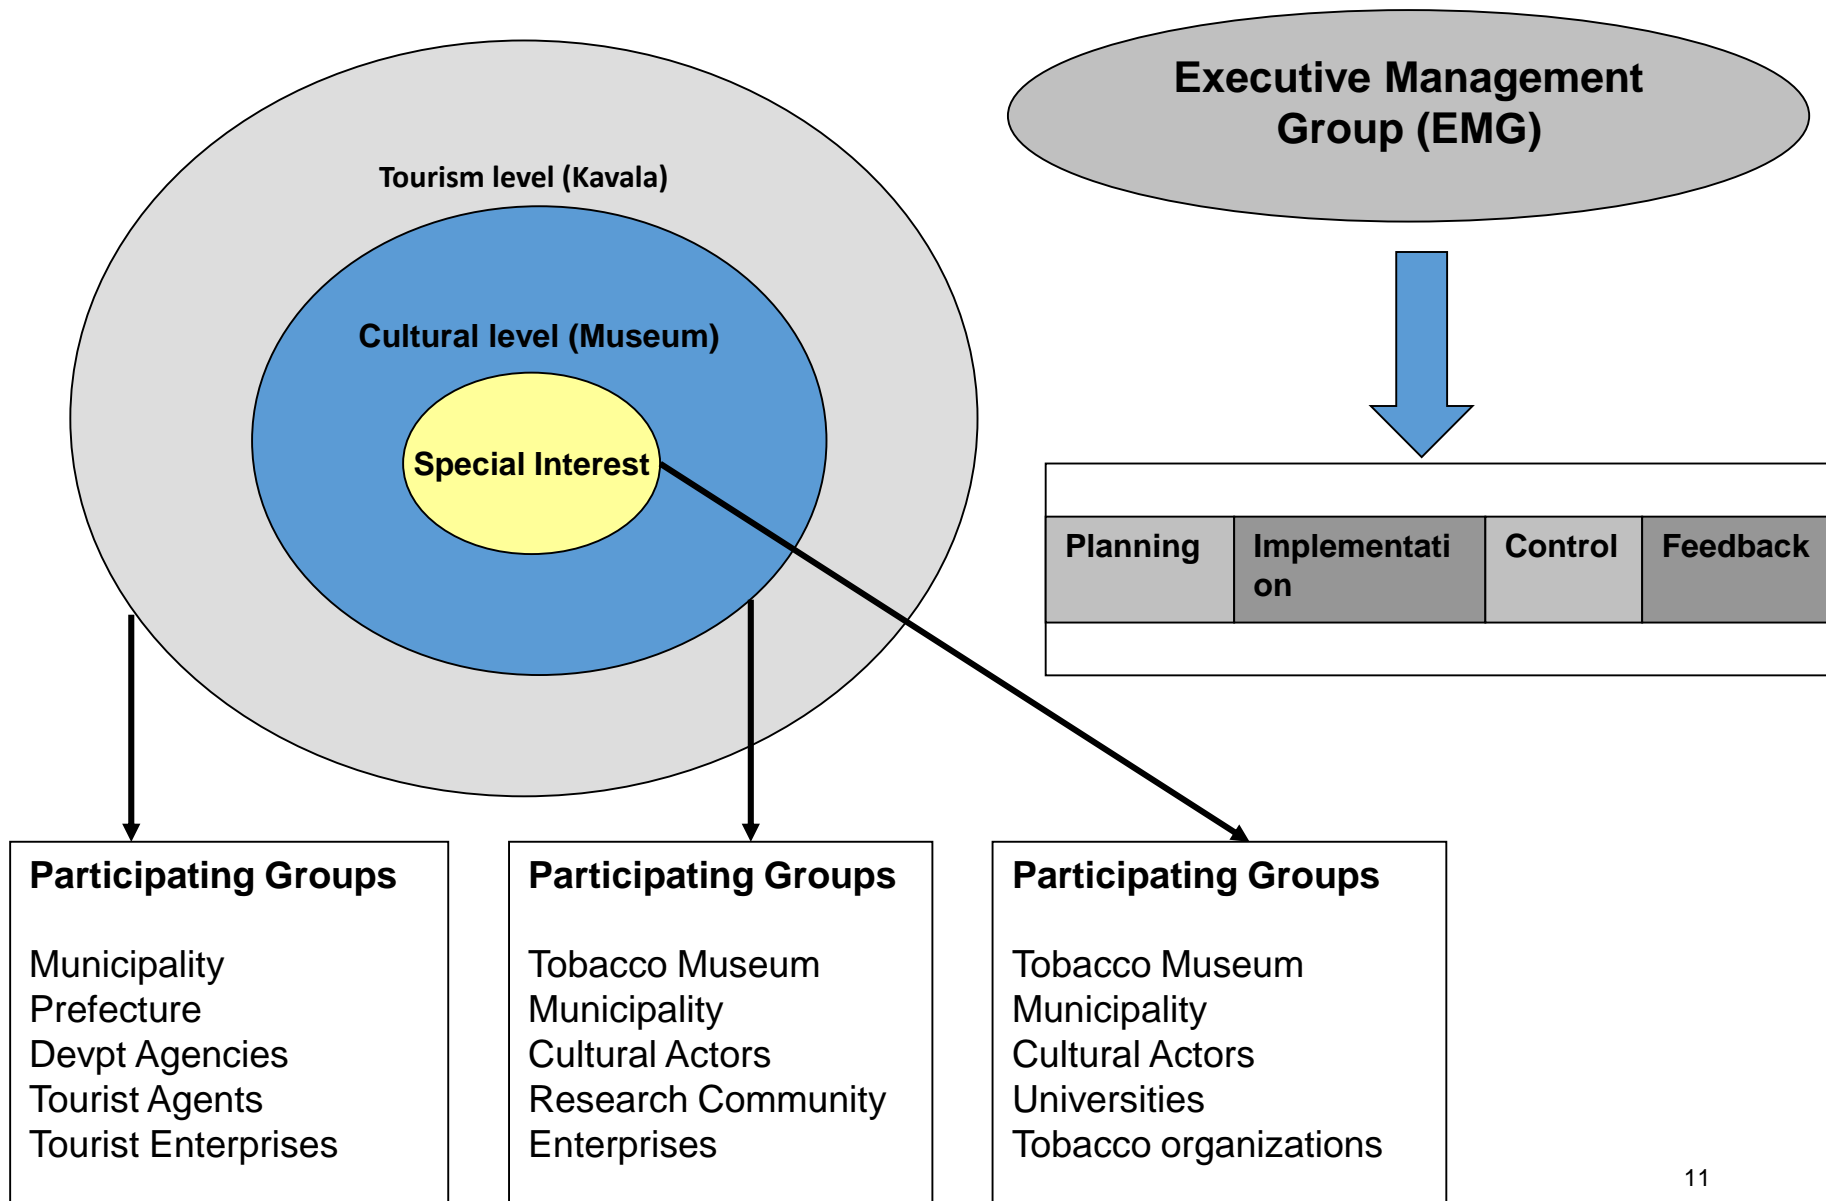 Executive Management
Group (EMG)
Tourism level (Kavala)
Cultural level (Museum)
Special Interest
Planning
Implementati
on
Control
Feedback
Participating Groups
Municipality
Prefecture
Devpt Agencies
Tourist Agents
Tourist Enterprises
Participating Groups
Tobacco Museum
Municipality
Cultural Actors
Research Community
Enterprises
Participating Groups
Tobacco Museum
Municipality
Cultural Actors
Universities
Tobacco organizations
11